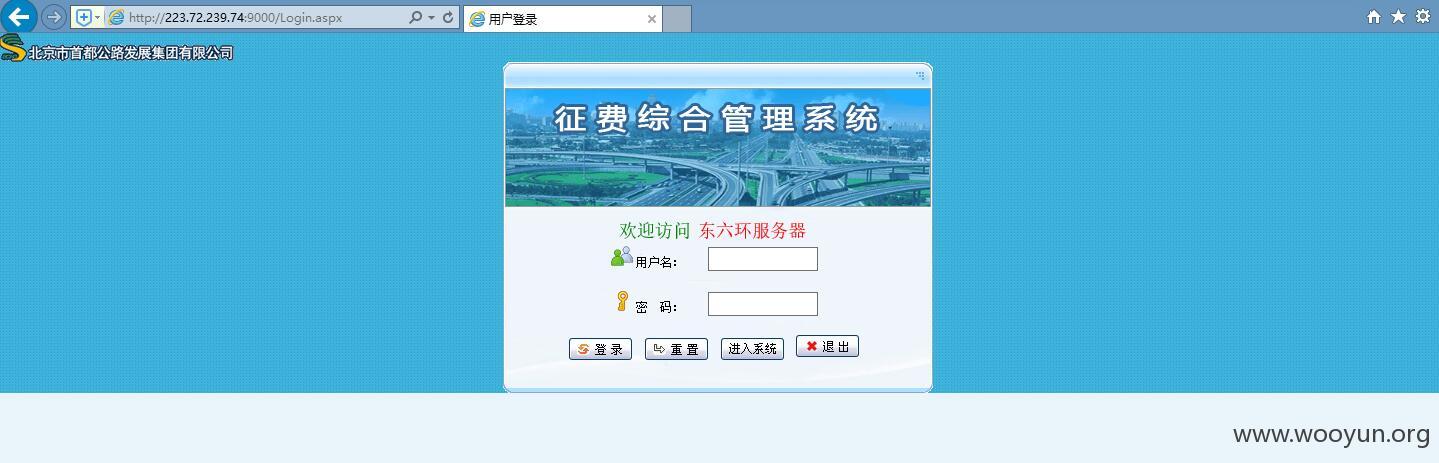 http://223.72.239.74:9000/Login.aspx
用户登录
北京市首都公路发展集团有限公司
征费综合管理系统
欢迎访问 东六环服务器
用户名：
密 码：
登录 重置 进入系统 退出
www.wooyun.org